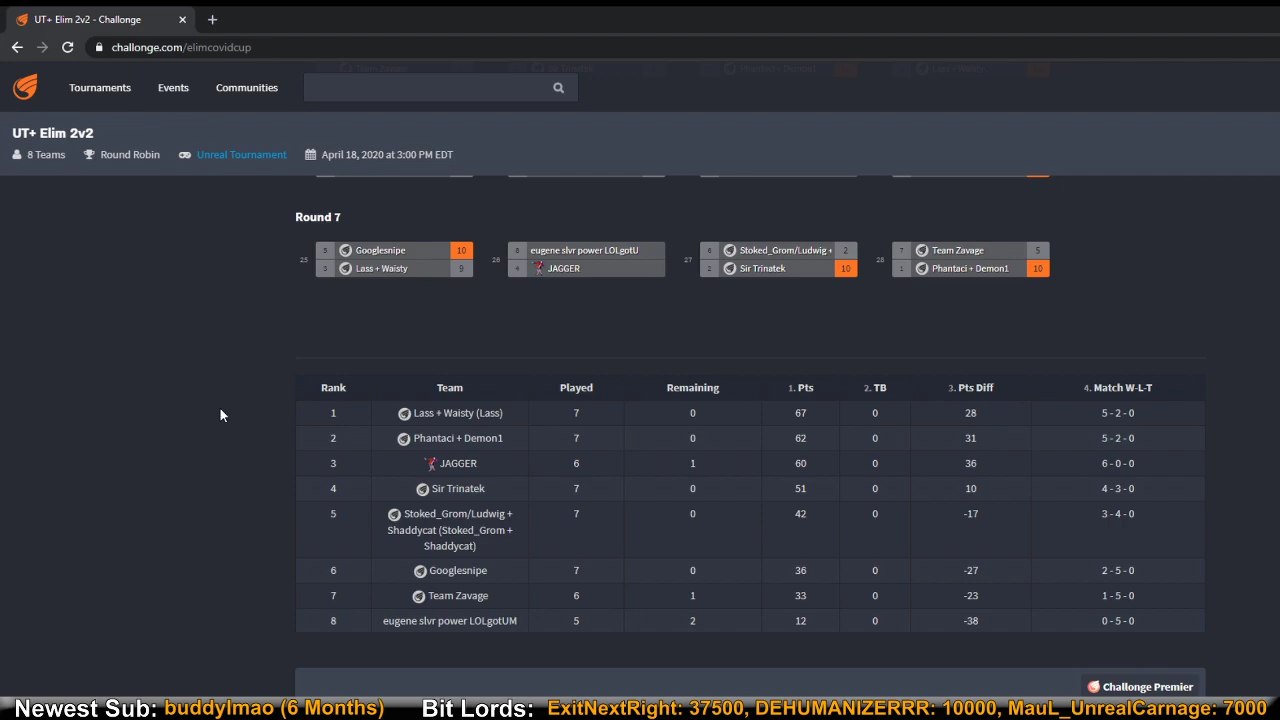 UT+ Elim 2v2 - Challonge
challonge.com/elimcovidcup
Tournaments Events Communities
UT+ Elim 2v2
8 Teams Round Robin Unreal Tournament April 18, 2020 at 3:00 PM EDT
Round 7
Googlesnipe 10 eugene slvr power LOLgotU Stoked_Grom/Ludwig + 2 7 Team Zavage 5
Lass + Waisty 9 4 JAGGER 2 Sir Trinatek 10 1 Phantaci + Demon1 10
Rank Team Played Remaining 1. Pts 2. TB 3. Pts Diff 4. Match W-L-T
1 Lass + Waisty (Lass) 7 0 67 0 28 5 - 2 - 0
2 Phantaci + Demon1 7 0 62 0 31 5 - 2 - 0
3 JAGGER 6 1 60 0 36 6 - 0 - 0
4 Sir Trinatek 7 0 51 0 10 4 - 3 - 0
5 Stoked_Grom/Ludwig + 7 0 42 0 -17 3 - 4 - 0
Shaddycat (Stoked_Grom +
Shaddycat)
6 Googlesnipe 7 0 36 0 -27 2 - 5 - 0
7 Team Zavage 6 1 33 0 -23 1 - 5 - 0
8 eugene slvr power LOLgotUM 5 2 12 0 -38 0 - 5 - 0
Challonge Premier
Newest Sub: buddylmao (6 Months) Bit Lords: ExitNextRight: 37500, DEHUMANIZERRR: 10000, MauL_UnrealCarnage: 7000